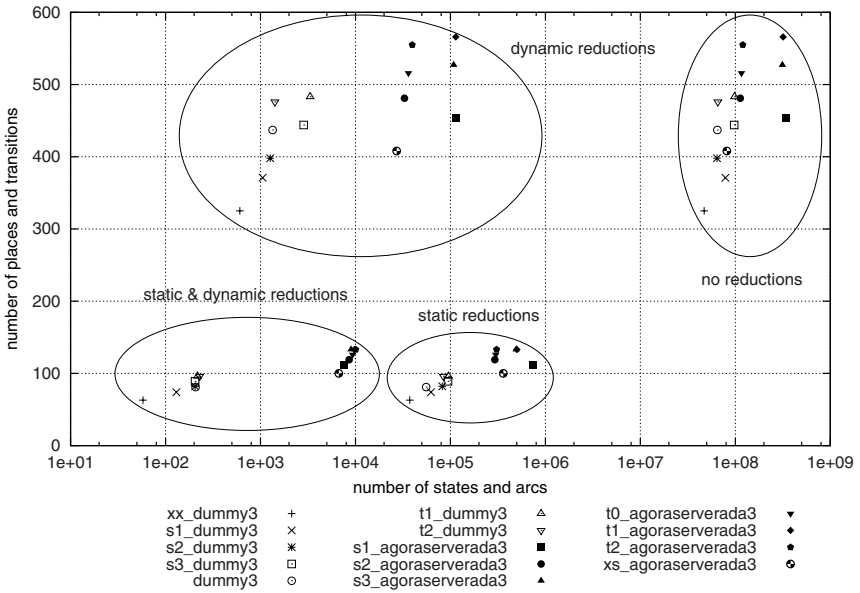 600
dynamic reductions
500
400
300
no reductions
static & dynamic reductions
200
static reductions
100
0
number of places and transitions
1e+01 1e+02 1e+03 1e+04 1e+05 1e+06 1e+07 1e+08 1e+09
number of states and arcs
xx_dummy3
s1_dummy3
s2_dummy3
s3_dummy3
dummy3
t1_dummy3
t2_dummy3
s1_agoraserverada3
s2_agoraserverada3
s3_agoraserverada3
t0_agoraserverada3
t1_agoraserverada3
t2_agoraserverada3
xs_agoraserverada3